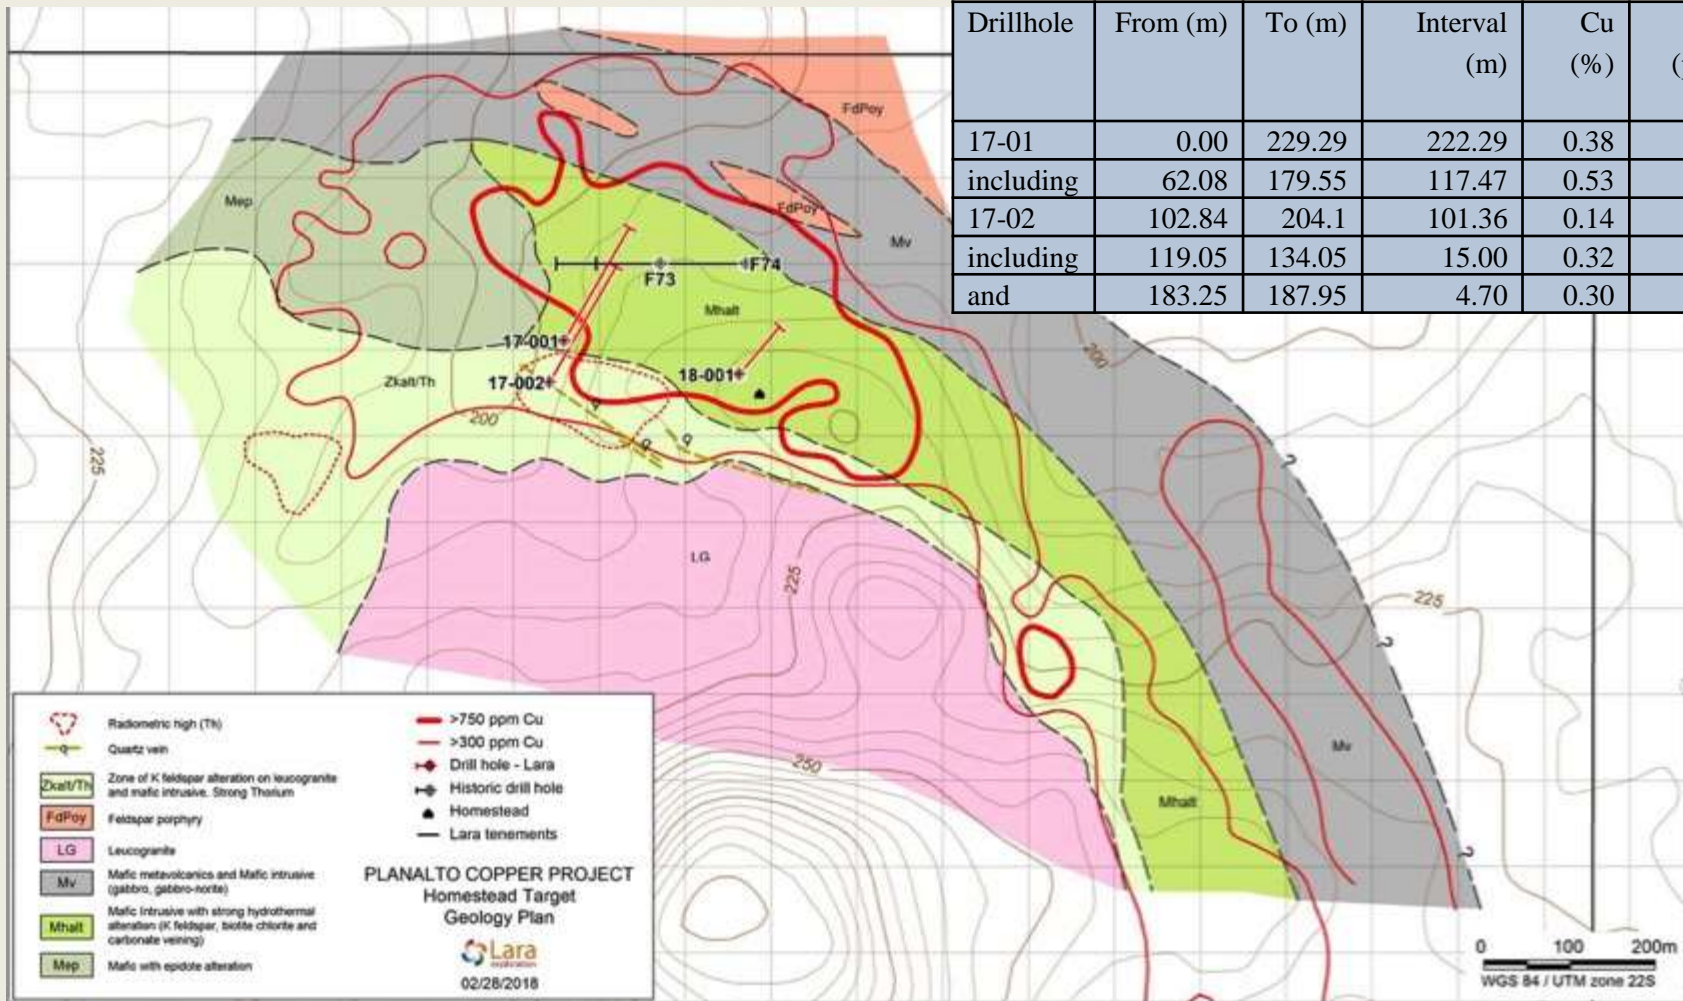 Drillhole From (m) To (m) Interval (m) Cu (%)
17-01 0.00 229.29 222.29 0.38
including 62.08 179.55 117.47 0.53
17-02 102.84 204.1 101.36 0.14
including 119.05 134.05 15.00 0.32
and 183.25 187.95 4.70 0.30
FdPoy
Mep
FdPoy
Mv
F74
F73
Mhalt
17-001
200
18-001
Zkalt/Th
17-002
q
200
q
q
?
225
LG
225
225
?
Mv
250
Mhalt
?
Radiometric high (Th)
q Quartz vein
Zkalt/Th Zone of K feldspar alteration on leucogranite
and mafic intrusive. Strong Thorium
FdPoy Feldspar porphyry
LG Leucogranite
Mv Mafic metavolcanics and Mafic intrusive
(gabbro, gabbro-norite)
Mhalt Mafic Intrusive with strong hydrothermal
alteration (K feldspar, biotite chlorite and
carbonate veining)
Mep Mafic with epidote alteration
>750 ppm Cu
>300 ppm Cu
Drill hole - Lara
Historic drill hole
Homestead
Lara tenements
PLANALTO COPPER PROJECT
Homestead Target
Geology Plan
Lara
exploration
02/28/2018
0 100 200m
WGS 84 / UTM zone 22S